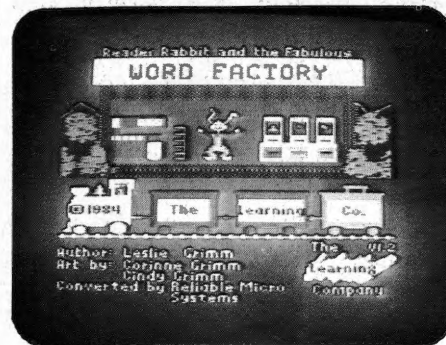 Reader Rabbit and the Fabulous
WORD FACTORY
©1984 The Learning Co.
Author: Leslie Grimm
Art by: Corinne Grimm
Cindy Grimm
Converted by Reliable Micro
Systems
The V1.2
Learning
Company